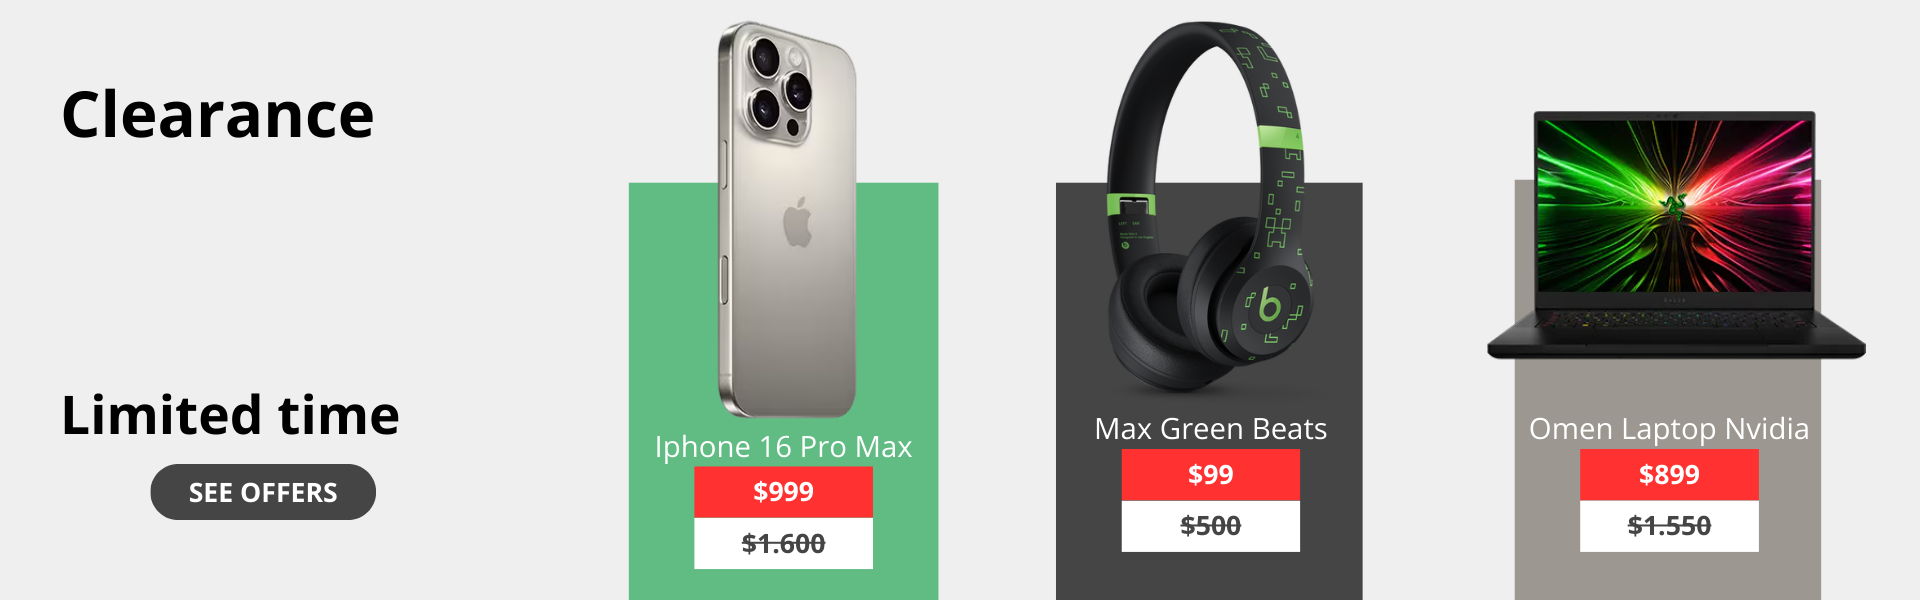 Clearance
Limited time
SEE OFFERS
Iphone 16 Pro Max
$999
$1.600
Max Green Beats
$99
$500
Omen Laptop Nvidia
$899
$1.550